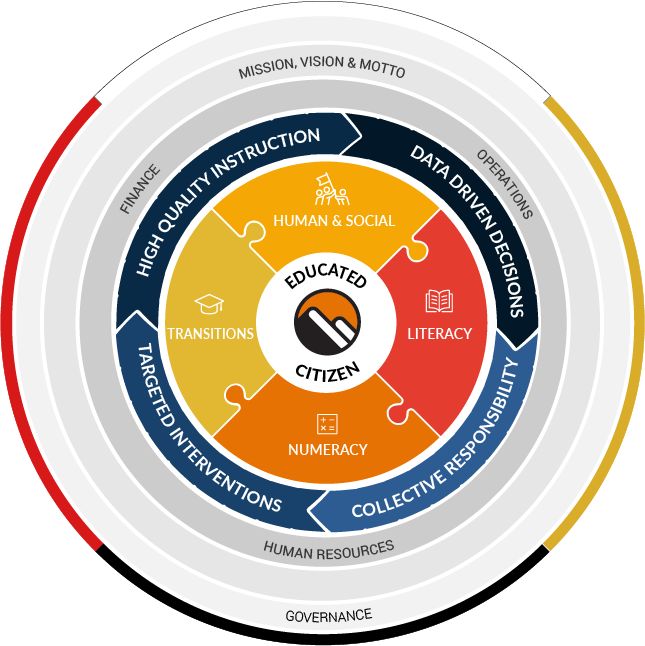 MISSION, VISION & MOTTO
FINANCE
OPERATIONS
HIGH QUALITY INSTRUCTION
DATA DRIVEN DECISIONS
HUMAN & SOCIAL
EDUCATED
TRANSITIONS
LITERACY
CITIZEN
NUMERACY
TARGETED INTERVENTIONS
COLLECTIVE RESPONSIBILITY
HUMAN RESOURCES
GOVERNANCE